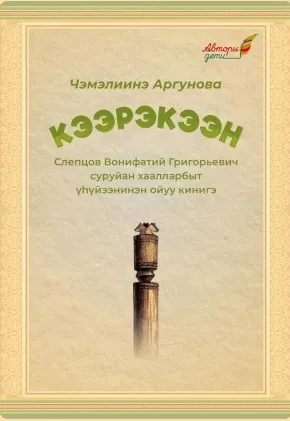 Авторы
дети
Чэмэлиинэ Аргунова
КЭЭРЭКЭЭН
Слепцов Вонифатий Григорьевич
суруйан хаалларбыт
үһүйээнинэн ойуу кинигэ